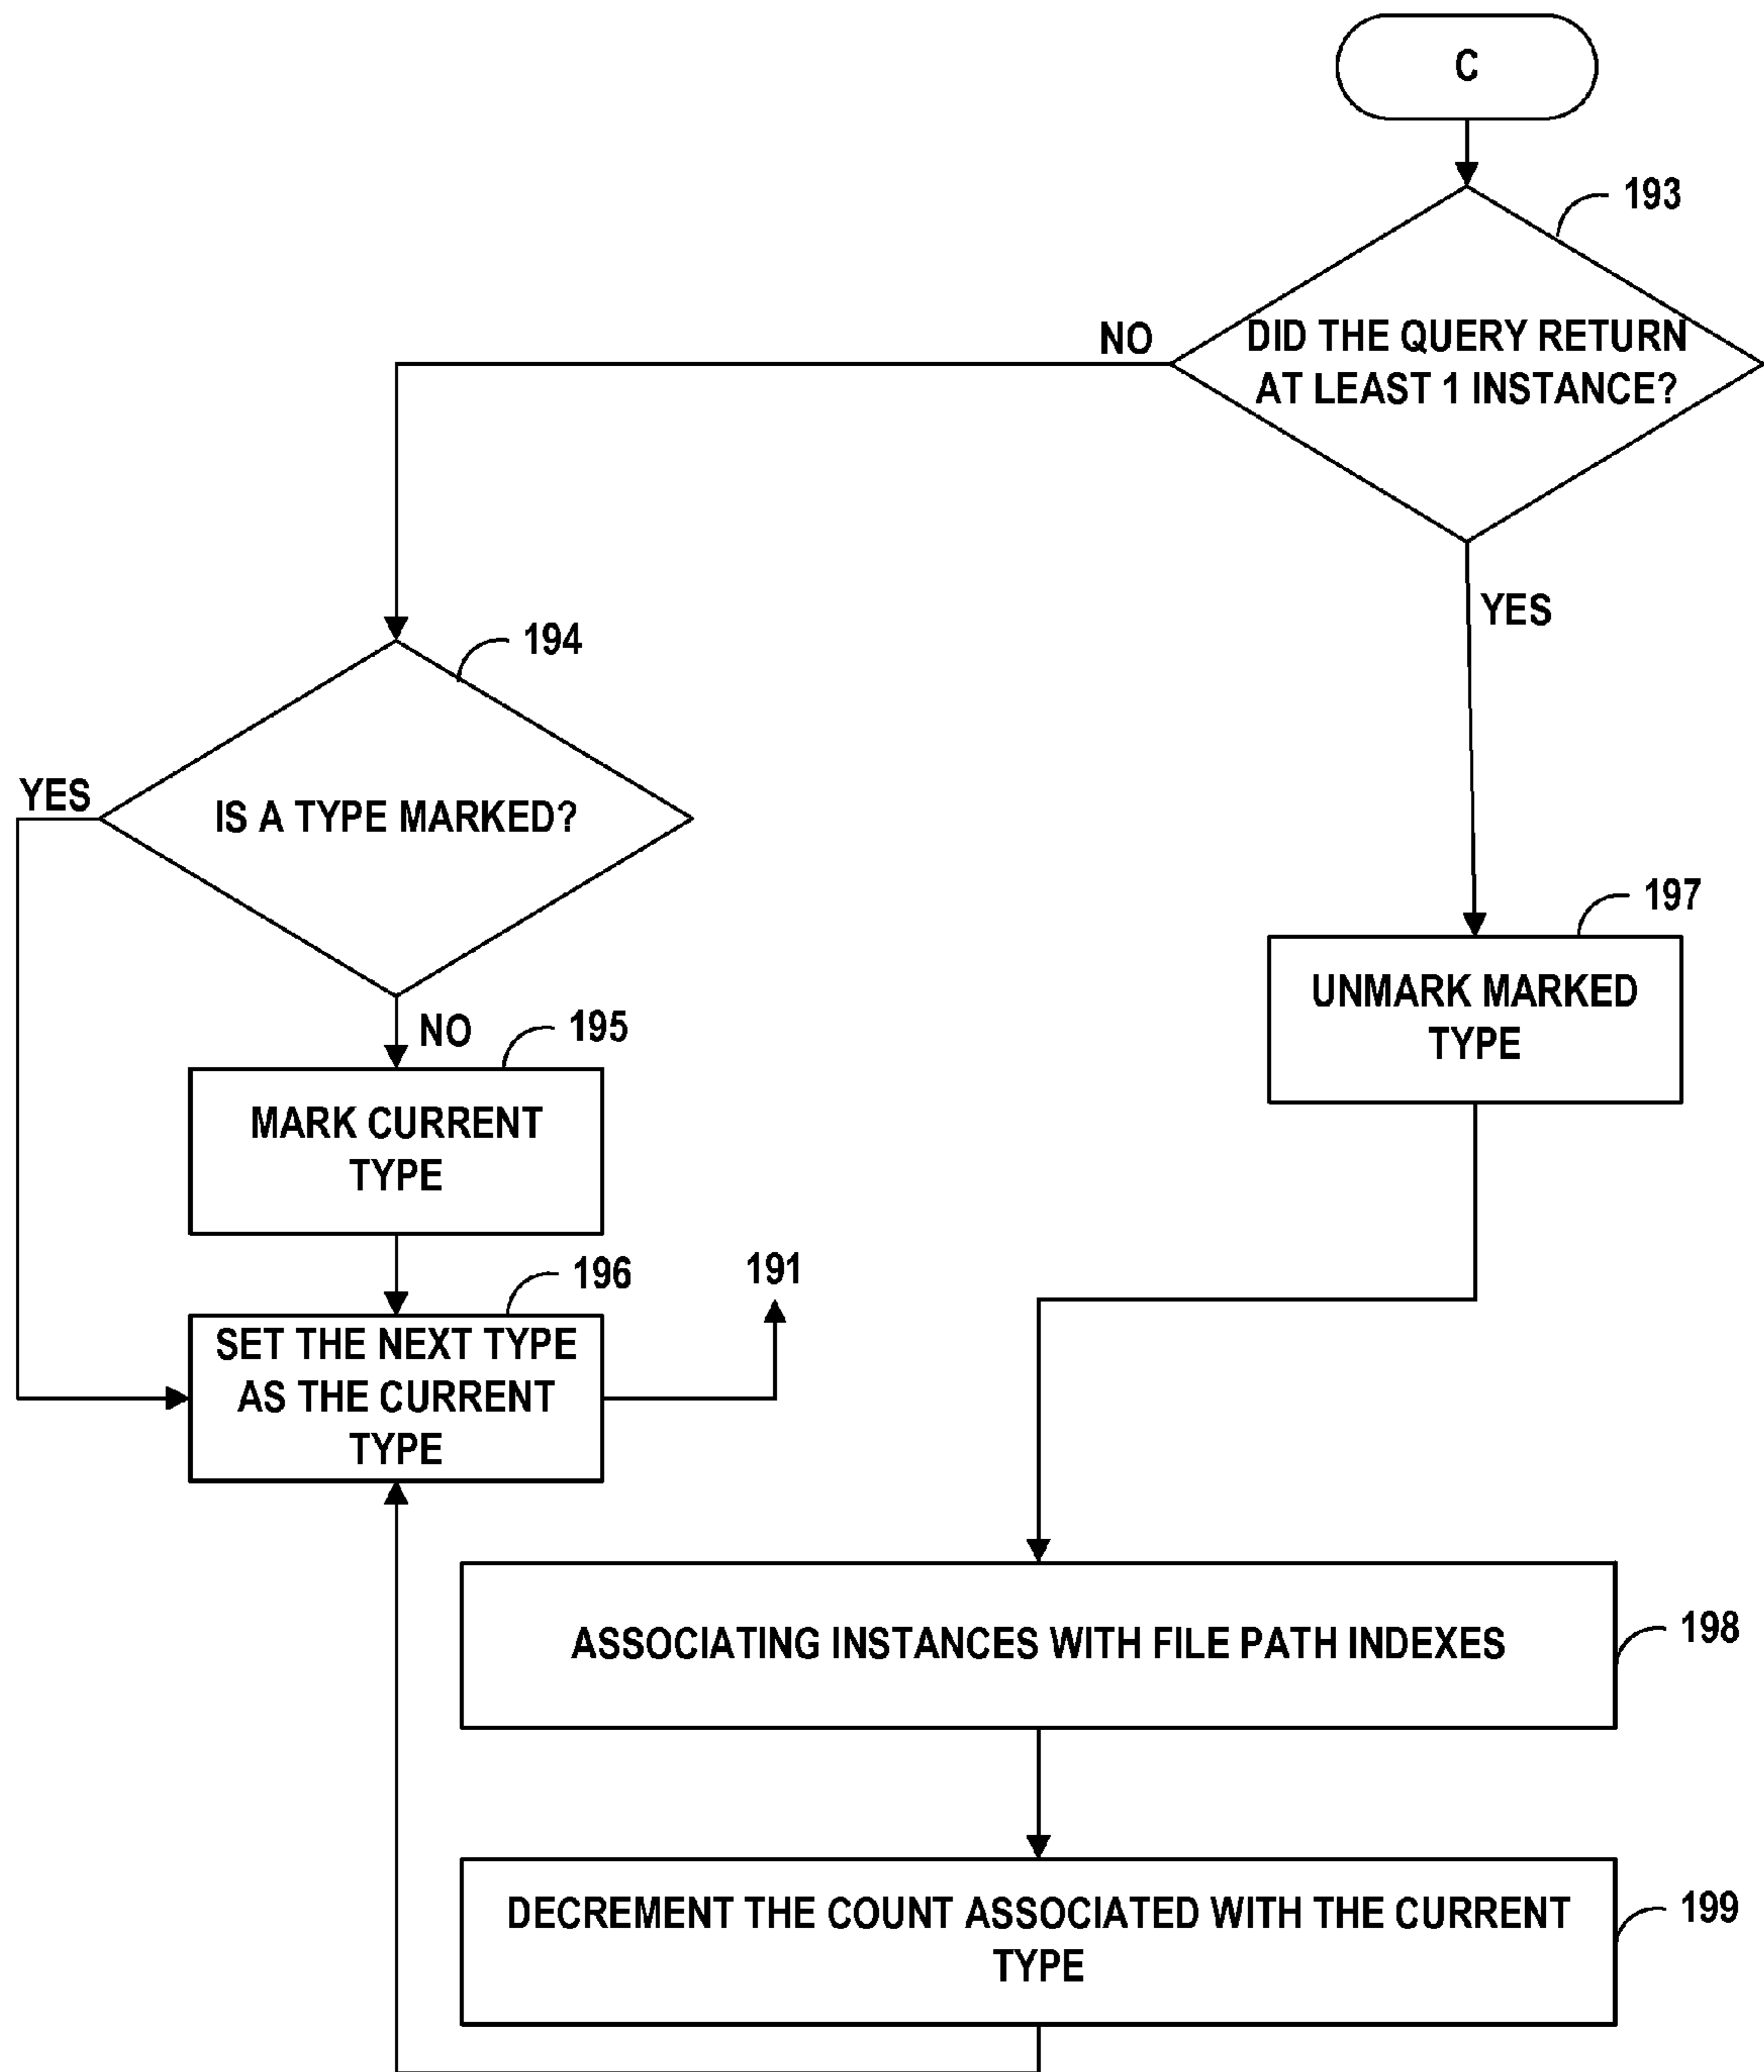 C
193
DID THE QUERY RETURN
AT LEAST 1 INSTANCE?
NO
YES
194
IS A TYPE MARKED?
YES
NO
195
MARK CURRENT
TYPE
197
UNMARK MARKED
TYPE
196
SET THE NEXT TYPE
AS THE CURRENT
TYPE
191
ASSOCIATING INSTANCES WITH FILE PATH INDEXES
198
DECREMENT THE COUNT ASSOCIATED WITH THE CURRENT
TYPE
199